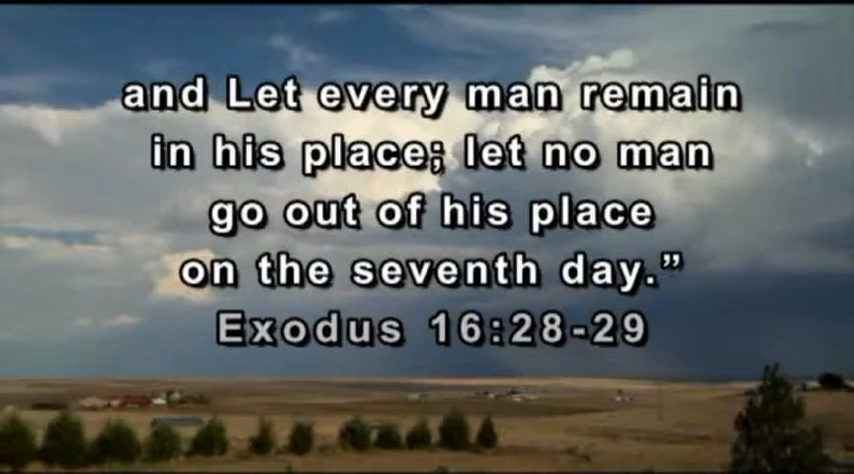 and Let every man remain
in his place; let no man
go out of his place
on the seventh day.”
Exodus 16:28-29